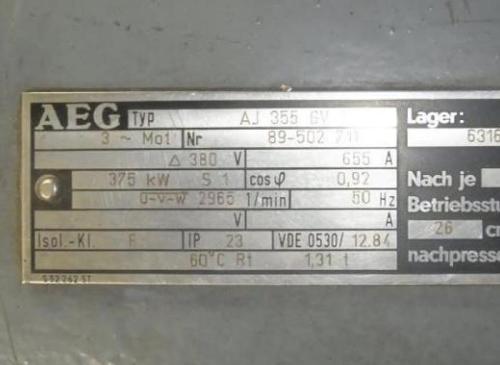 AEG Typ AJ 355 GV
3 ~ Mot Nr 89-502
△ 380 V 655 A
375 kW S 1 cos φ 0,92
U-V-W 2965 1/min 50 Hz
V A
Isol.-Kl. F IP 23 VDE 0530/ 12.84
60°C Rt 1,31 t
Lager:
6316
Nach je
Betriebsstu
26 c
nachpresse